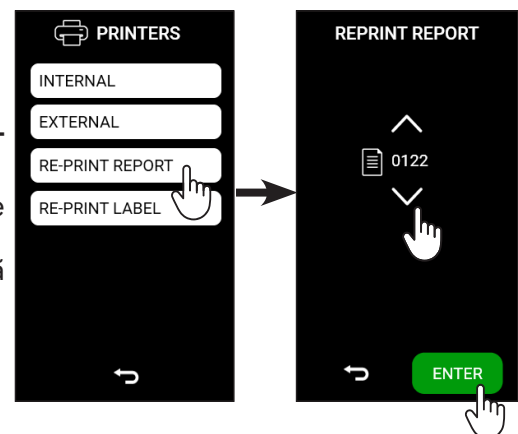 PRINTERS
INTERNAL
EXTERNAL
RE-PRINT REPORT
RE-PRINT LABEL
REPRINT REPORT
0122
ENTER